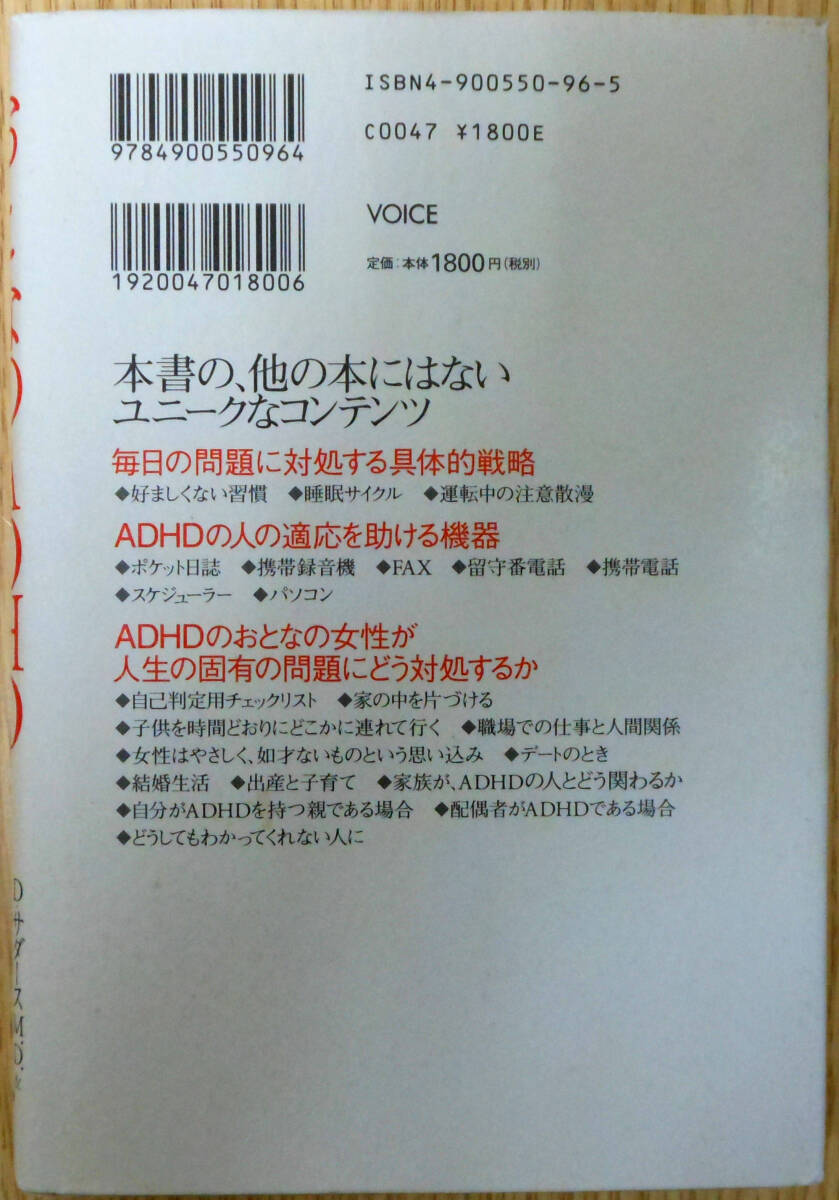 ISBN4-900550-96-5
9784900550964
C0047 ¥1800E
VOICE
定価:本体1800円(税別)
1920047018006
本書の、他の本にはない
ユニークなコンテンツ
毎日の問題に対処する具体的戦略
◆好ましくない習慣 ◆睡眠サイクル ◆運転中の注意散漫
ADHDの人の適応を助ける機器
◆ポケット日誌 ◆携帯録音機 ◆FAX ◆留守番電話 ◆携帯電話
◆スケジューラー ◆パソコン
ADHDのおとなの女性が
人生の固有の問題にどう対処するか
◆自己判定用チェックリスト ◆家の中を片づける
◆子供を時間どおりにどこかに連れて行く ◆職場での仕事と人間関係
◆女性はやさしく、如才ないものという思い込み ◆デートのとき
◆結婚生活 ◆出産と子育て ◆家族が、ADHDの人とどう関わるか
◆自分がADHDを持つ親である場合 ◆配偶者がADHDである場合
◆どうしてもわかってくれない人に
サダース M.D.